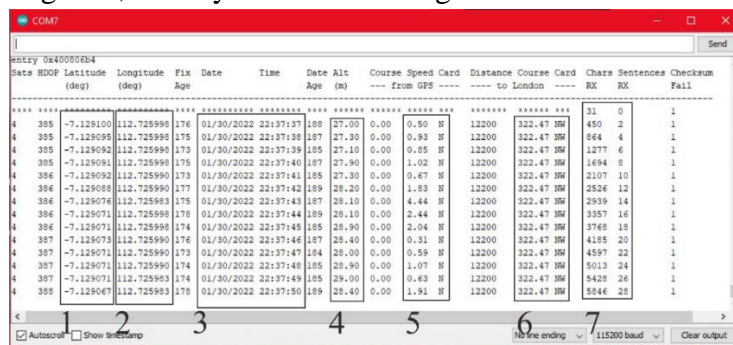 COM7
Send
entry 0x400806b4
Sats HDOP Latitude Longitude Fix Date Time Date Alt Course Speed Card Distance Course Card Chars Sentences Checksum
(deg) (deg) Age Age (m) --- from GPS ---- ---- to London ---- RX RX Fail
31 0 1
4 385 -7.129100 112.725998 176 01/30/2022 22:37:37 188 27.00 0.00 0.50 N 12200 322.47 NW 450 2 1
4 385 -7.129095 112.725998 175 01/30/2022 22:37:38 187 27.30 0.00 0.93 N 12200 322.47 NW 864 4 1
4 385 -7.129092 112.725998 173 01/30/2022 22:37:39 185 27.10 0.00 0.85 N 12200 322.47 NW 1277 6 1
4 385 -7.129091 112.725998 175 01/30/2022 22:37:40 187 27.90 0.00 1.02 N 12200 322.47 NW 1694 8 1
4 386 -7.129092 112.725998 173 01/30/2022 22:37:41 185 27.30 0.00 0.67 N 12200 322.47 NW 2107 10 1
4 386 -7.129088 112.725990 177 01/30/2022 22:37:42 189 28.20 0.00 1.83 N 12200 322.47 NW 2526 12 1
4 386 -7.129076 112.725983 175 01/30/2022 22:37:43 187 28.10 0.00 4.44 N 12200 322.47 NW 2939 14 1
4 386 -7.129071 112.725998 178 01/30/2022 22:37:44 189 28.10 0.00 2.44 N 12200 322.47 NW 3357 16 1
4 386 -7.129071 112.725998 174 01/30/2022 22:37:45 185 28.90 0.00 2.04 N 12200 322.47 NW 3768 18 1
4 387 -7.129073 112.725990 176 01/30/2022 22:37:46 187 28.40 0.00 0.31 N 12200 322.47 NW 4185 20 1
4 387 -7.129071 112.725990 173 01/30/2022 22:37:47 184 28.00 0.00 0.59 N 12200 322.47 NW 4597 22 1
4 387 -7.129071 112.725990 174 01/30/2022 22:37:48 185 28.90 0.00 1.07 N 12200 322.47 NW 5013 24 1
4 387 -7.129071 112.725983 174 01/30/2022 22:37:49 185 29.00 0.00 0.63 N 12200 322.47 NW 5428 26 1
4 388 -7.129067 112.725983 178 01/30/2022 22:37:50 189 28.40 0.00 1.91 N 12200 322.47 NW 5846 28 1
1 2 3 4 5 6 7
Autoscroll Show timestamp No line ending 115200 baud Clear output